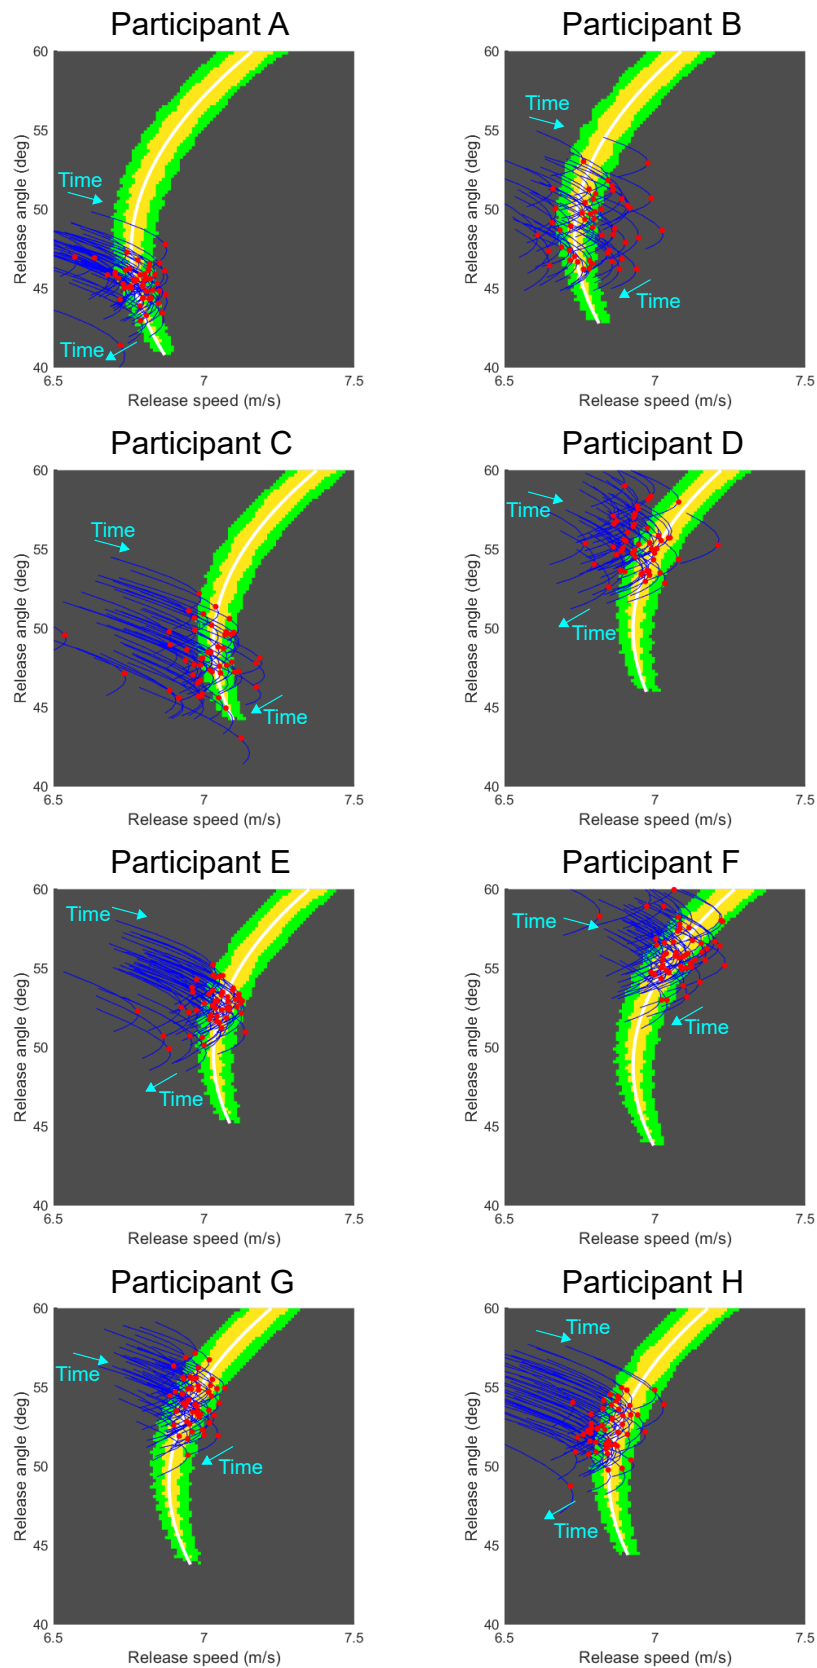 Participant A
Participant B
60
55
50
45
40
6.5
7
7.5
Release angle (deg)
Release speed (m/s)
Time
Time
60
55
50
45
40
6.5
7
7.5
Release angle (deg)
Release speed (m/s)
Time
Time
Participant C
Participant D
60
55
50
45
40
6.5
7
7.5
Release angle (deg)
Release speed (m/s)
Time
Time
60
55
50
45
40
6.5
7
7.5
Release angle (deg)
Release speed (m/s)
Time
Time
Participant E
Participant F
60
55
50
45
40
6.5
7
7.5
Release angle (deg)
Release speed (m/s)
Time
Time
60
55
50
45
40
6.5
7
7.5
Release angle (deg)
Release speed (m/s)
Time
Time
Participant G
Participant H
60
55
50
45
40
6.5
7
7.5
Release angle (deg)
Release speed (m/s)
Time
Time
60
55
50
45
40
6.5
7
7.5
Release angle (deg)
Release speed (m/s)
Time
Time